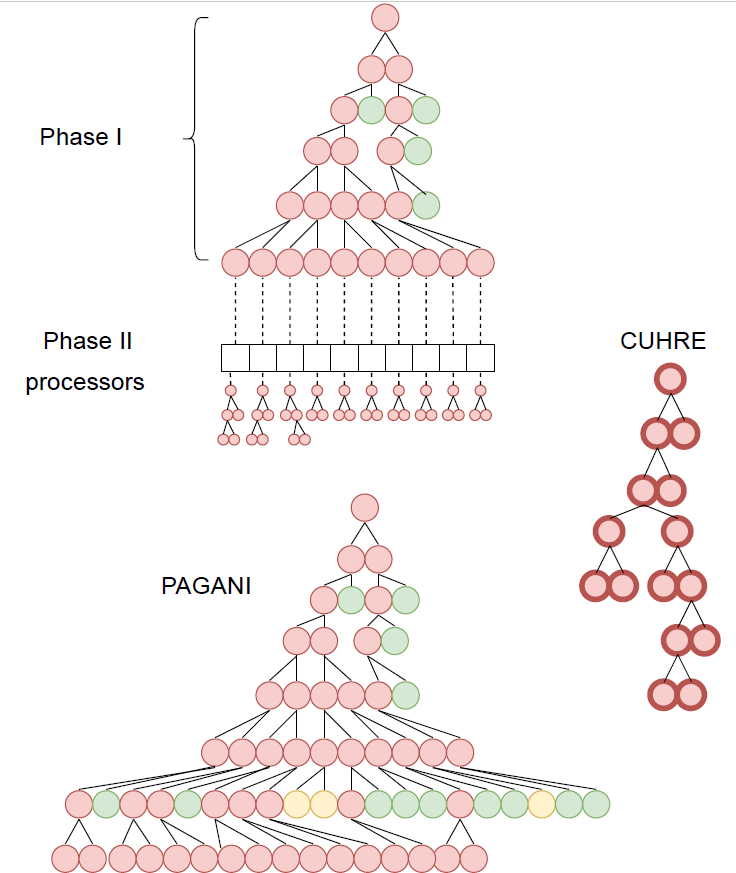 Phase I
Phase II
processors
CUHRE
PAGANI